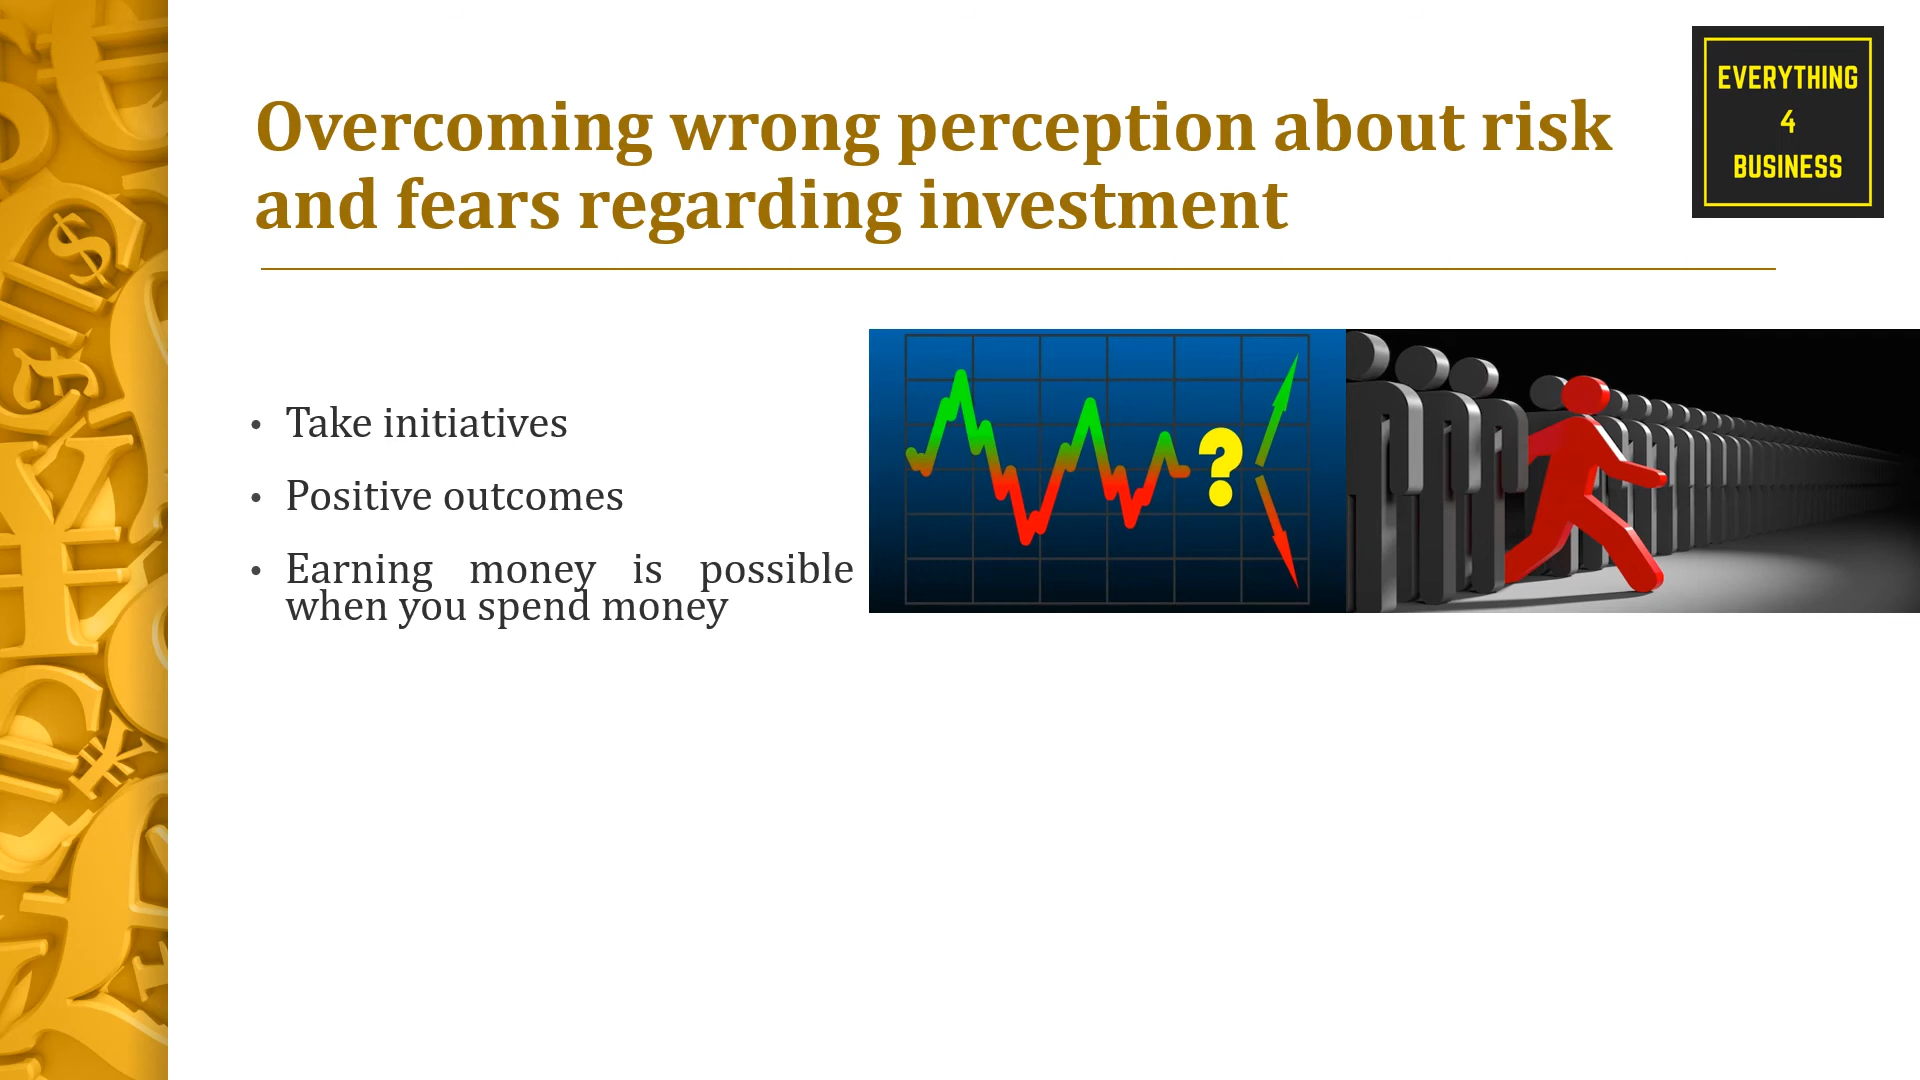 Overcoming wrong perception about risk
and fears regarding investment
EVERYTHING
4
BUSINESS
• Take initiatives
• Positive outcomes
• Earning money is possible
when you spend money
?